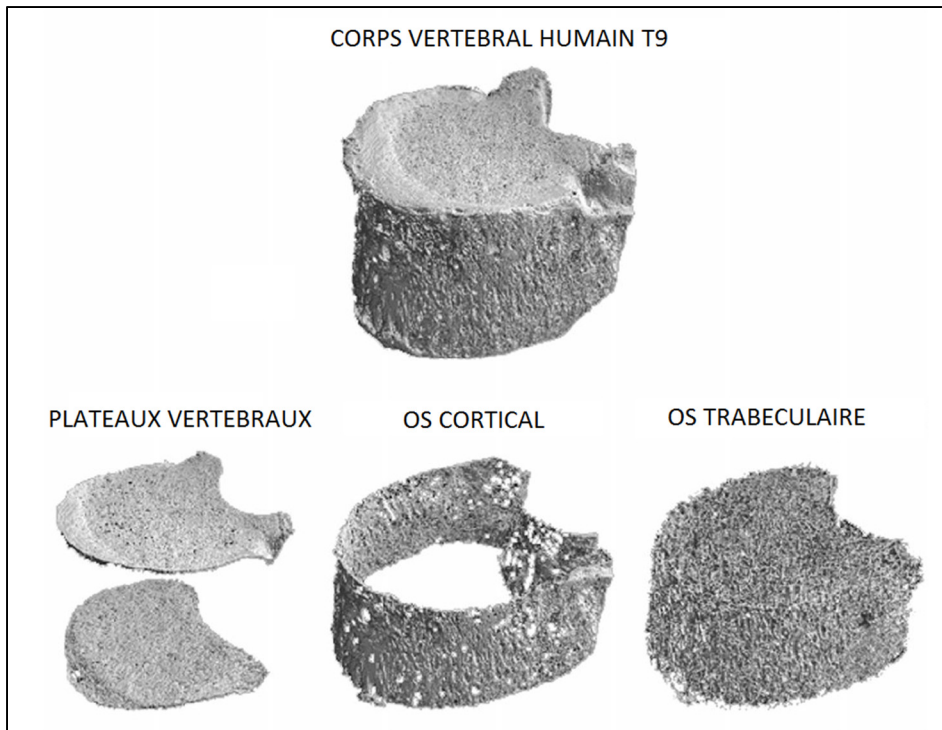 CORPS VERTEBRAL HUMAIN T9
PLATEAUX VERTEBRAUX
OS CORTICAL
OS TRABECULAIRE